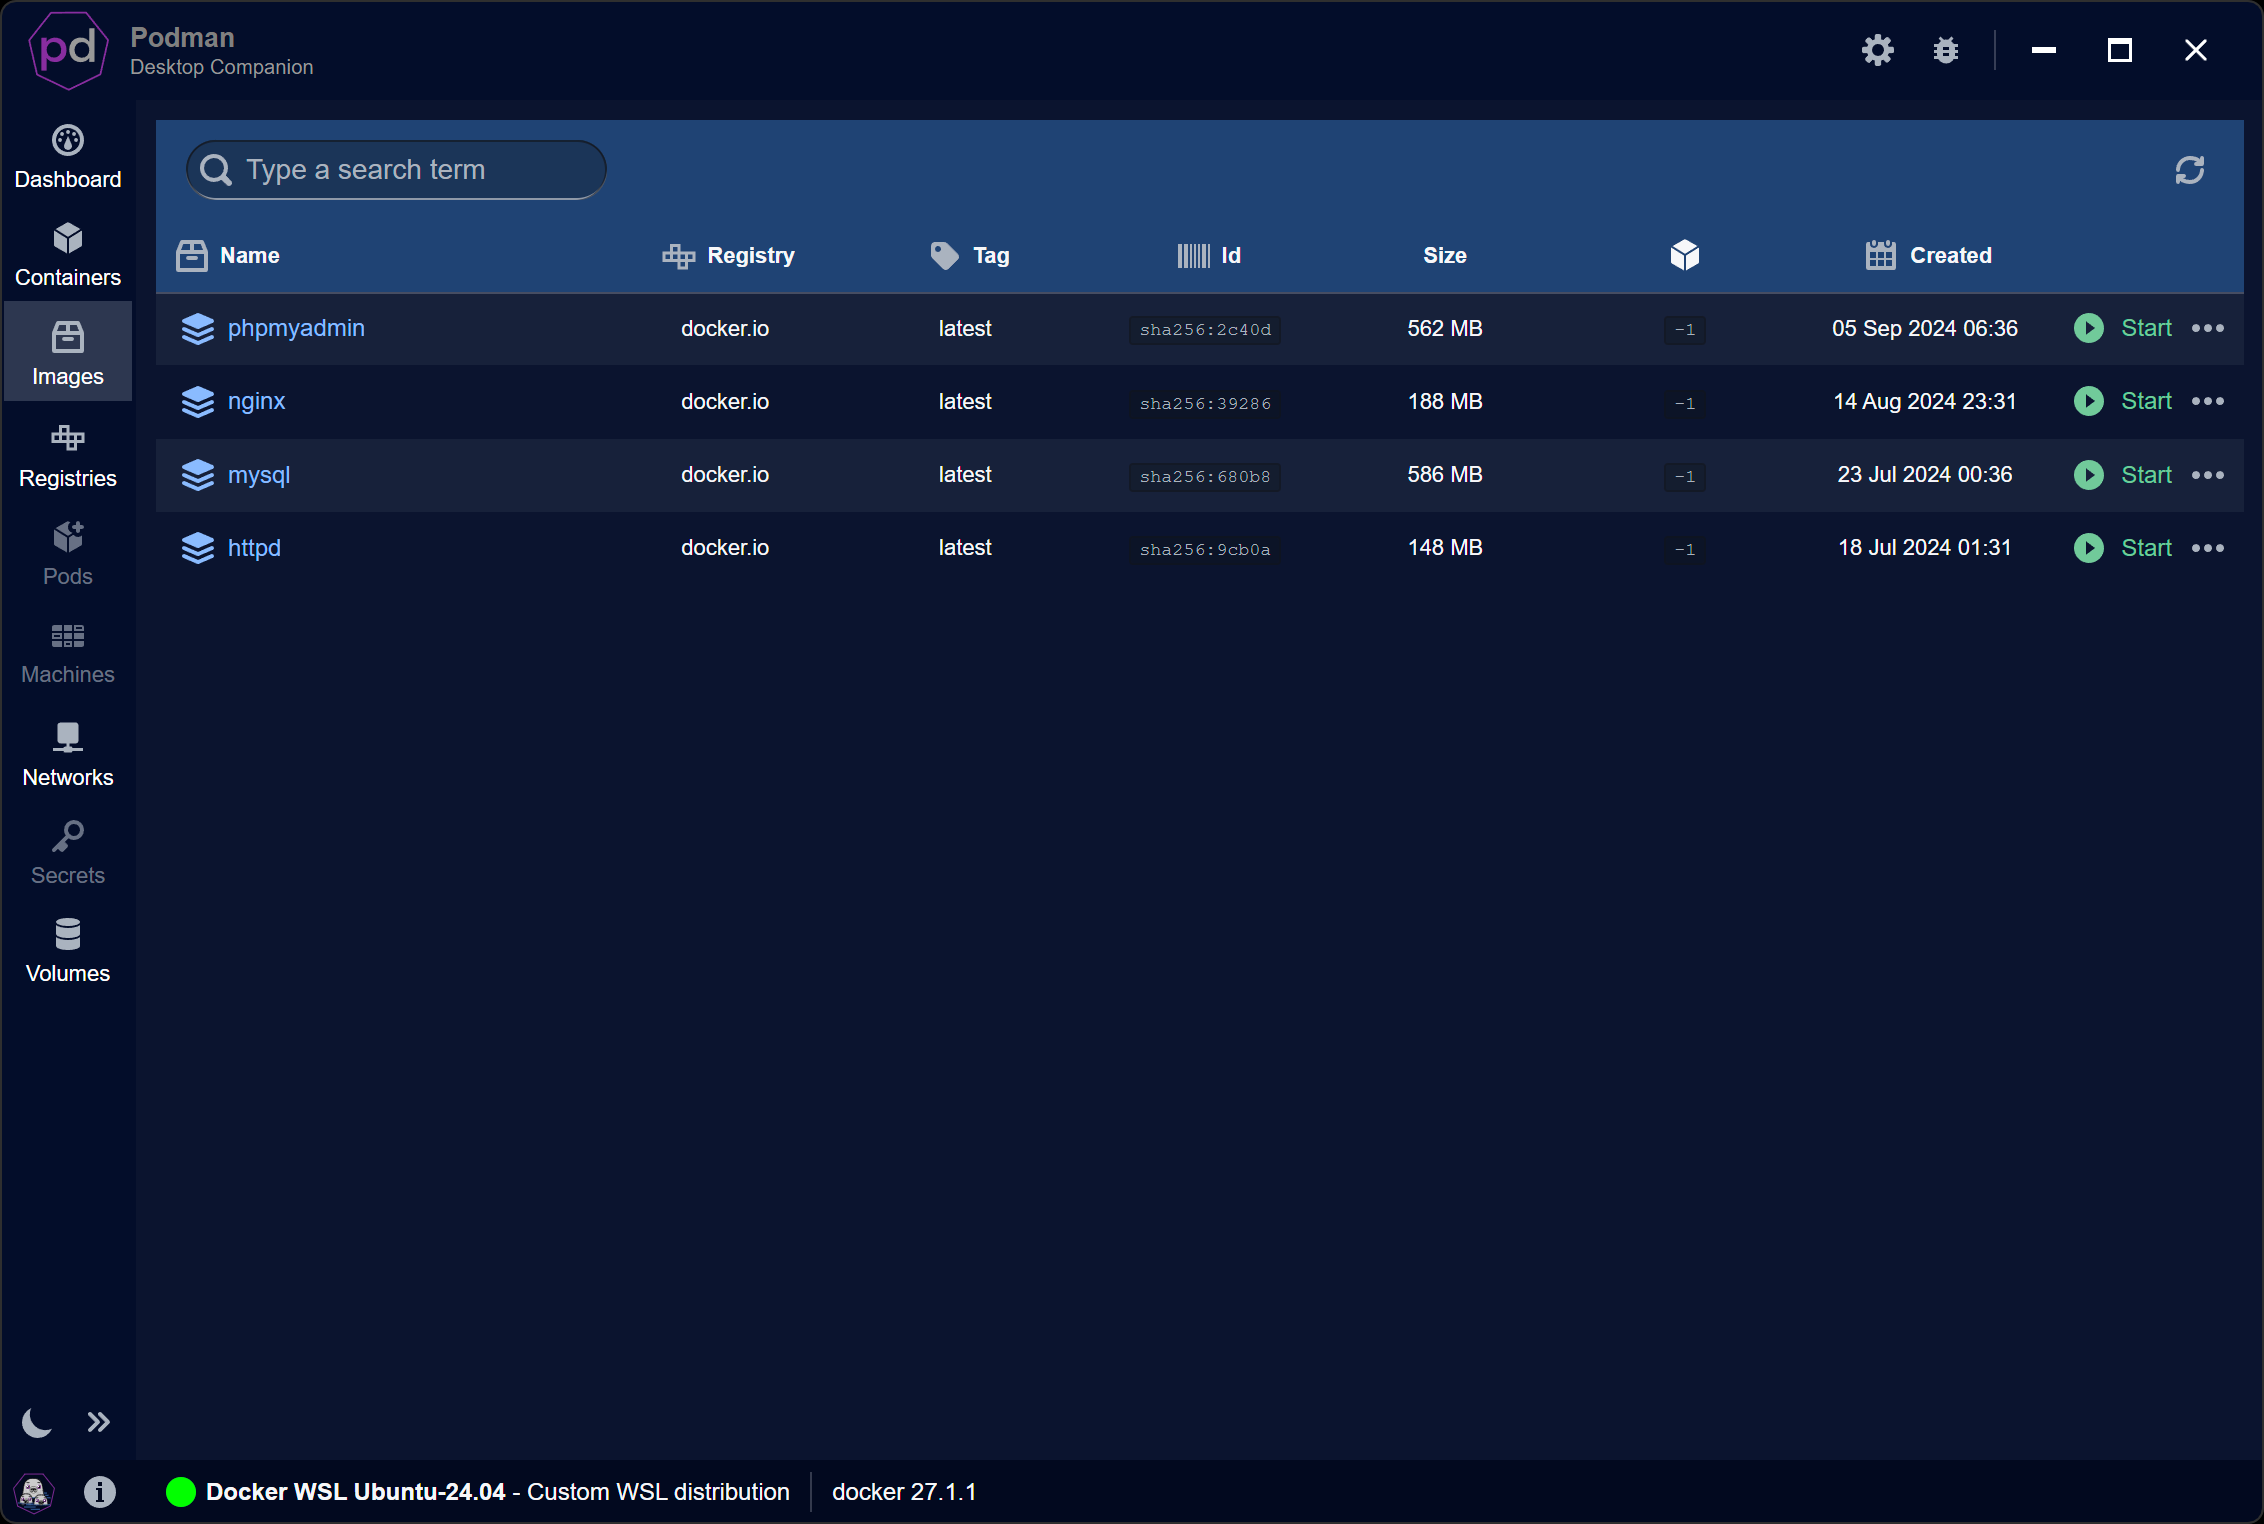 pd
Podman
Desktop Companion
Dashboard
Containers
Images
Registries
Pods
Machines
Networks
Secrets
Volumes
Type a search term
Name Registry Tag Id Size Created
phpmyadmin docker.io latest sha256:2c40d 562 MB -1 05 Sep 2024 06:36 Start
nginx docker.io latest sha256:39286 188 MB -1 14 Aug 2024 23:31 Start
mysql docker.io latest sha256:680b8 586 MB -1 23 Jul 2024 00:36 Start
httpd docker.io latest sha256:9cb0a 148 MB -1 18 Jul 2024 01:31 Start
Docker WSL Ubuntu-24.04 - Custom WSL distribution docker 27.1.1